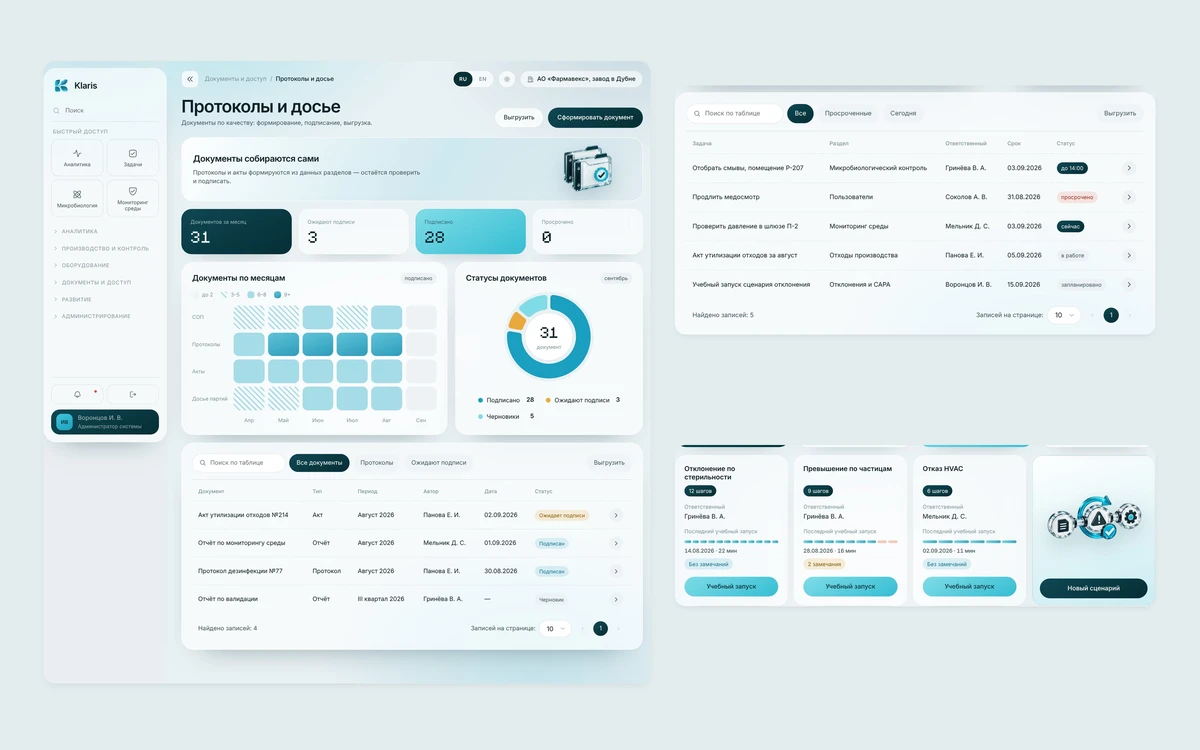 Klaris
Поиск
БЫСТРЫЙ ДОСТУП
Аналитика
Задачи
Микробиология
Мониторинг
среды
АНАЛИТИКА
ПРОИЗВОДСТВО И КОНТРОЛЬ
ОБОРУДОВАНИЕ
ДОКУМЕНТЫ И ДОСТУП
РАЗВИТИЕ
АДМИНИСТРИРОВАНИЕ
ИВ
Воронцов И. В.
Администратор системы
Документы и доступ / Протоколы и досье
RU EN
АО «Фармавекс», завод в Дубне
Протоколы и досье
Документы по качеству: формирование, подписание, выгрузка.
Выгрузить
Сформировать документ
Документы собираются сами
Протоколы и акты формируются из данных разделов — остаётся проверить
и подписать.
Документов за месяц
31
Ожидают подписи
3
Подписано
28
Просрочено
0
Документы по месяцам
подписано
до 2 3–5 6–8 9+
СОП
Протоколы
Акты
Досье партий
Апр Май Июн Июл Авг Сен
Статусы документов
сентябрь
31
документ
Подписано 28
Ожидают подписи 3
Черновики 5
Поиск по таблице
Все документы
Протоколы
Ожидают подписи
Выгрузить
Документ Тип Период Автор Дата Статус
Акт утилизации отходов №214 Акт Август 2026 Панова Е. И. 02.09.2026 Ожидает подписи
Отчёт по мониторингу среды Отчёт Август 2026 Мельник Д. С. 01.09.2026 Подписан
Протокол дезинфекции №77 Протокол Август 2026 Панова Е. И. 30.08.2026 Подписан
Отчёт по валидации Отчёт III квартал 2026 Гринёва В. А. — Черновик
Найдено записей: 4
Записей на странице: 10
1
Поиск по таблице
Все
Просроченные
Сегодня
Выгрузить
Задача Раздел Ответственный Срок Статус
Отобрать смывы, помещение Р-207 Микробиологический контроль Гринёва В. А. 03.09.2026 до 14:00
Продлить медосмотр Пользователи Соколов А. В. 31.08.2026 просрочено
Проверить давление в шлюзе П-2 Мониторинг среды Мельник Д. С. 03.09.2026 сейчас
Акт утилизации отходов за август Отходы производства Панова Е. И. 05.09.2026 в работе
Учебный запуск сценария отклонения Отклонения и CAPA Воронцов И. В. 15.09.2026 запланировано
Найдено записей: 5
Записей на странице: 10
1
Отклонение по
стерильности
12 шагов
Ответственный
Гринёва В. А.
Последний учебный запуск
14.08.2026 · 22 мин
Без замечаний
Учебный запуск
Превышение по частицам
9 шагов
Ответственный
Гринёва В. А.
Последний учебный запуск
28.08.2026 · 16 мин
2 замечания
Учебный запуск
Отказ HVAC
6 шагов
Ответственный
Мельник Д. С.
Последний учебный запуск
02.09.2026 · 11 мин
Без замечаний
Учебный запуск
Новый сценарий